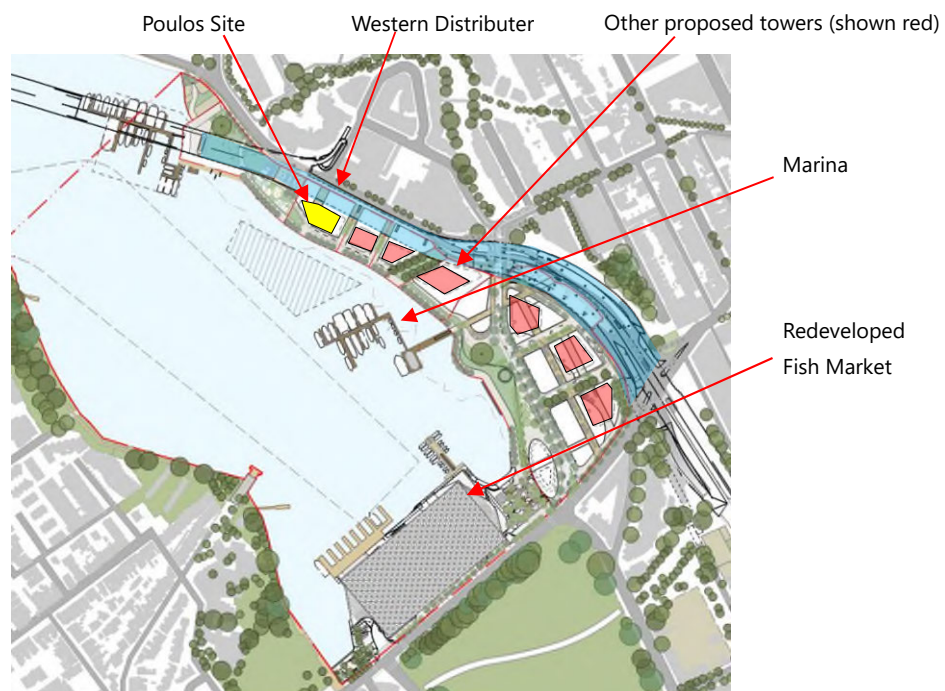 Poulos Site
Western Distributer
Other proposed towers (shown red)
Marina
Redeveloped
Fish Market